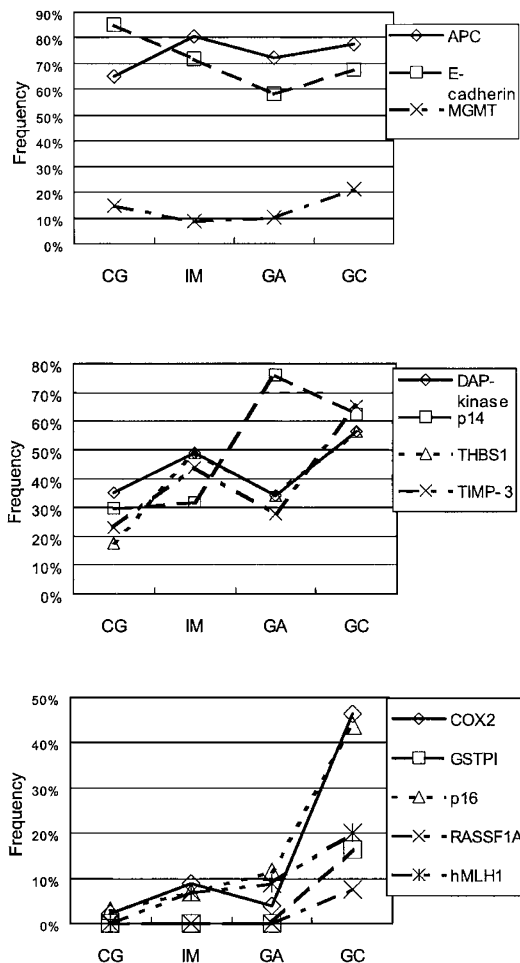 90%
80%
70%
60%
50%
40%
30%
20%
10%
0%
Frequency
CG IM GA GC
APC
E-
cadherin
MGMT
80%
70%
60%
50%
40%
30%
20%
10%
0%
Frequency
CG IM GA GC
DAP-
kinase
p14
THBS1
TIMP-3
50%
40%
30%
20%
10%
0%
Frequency
CG IM GA GC
COX2
GSTPI
p16
RASSF1A
hMLH1